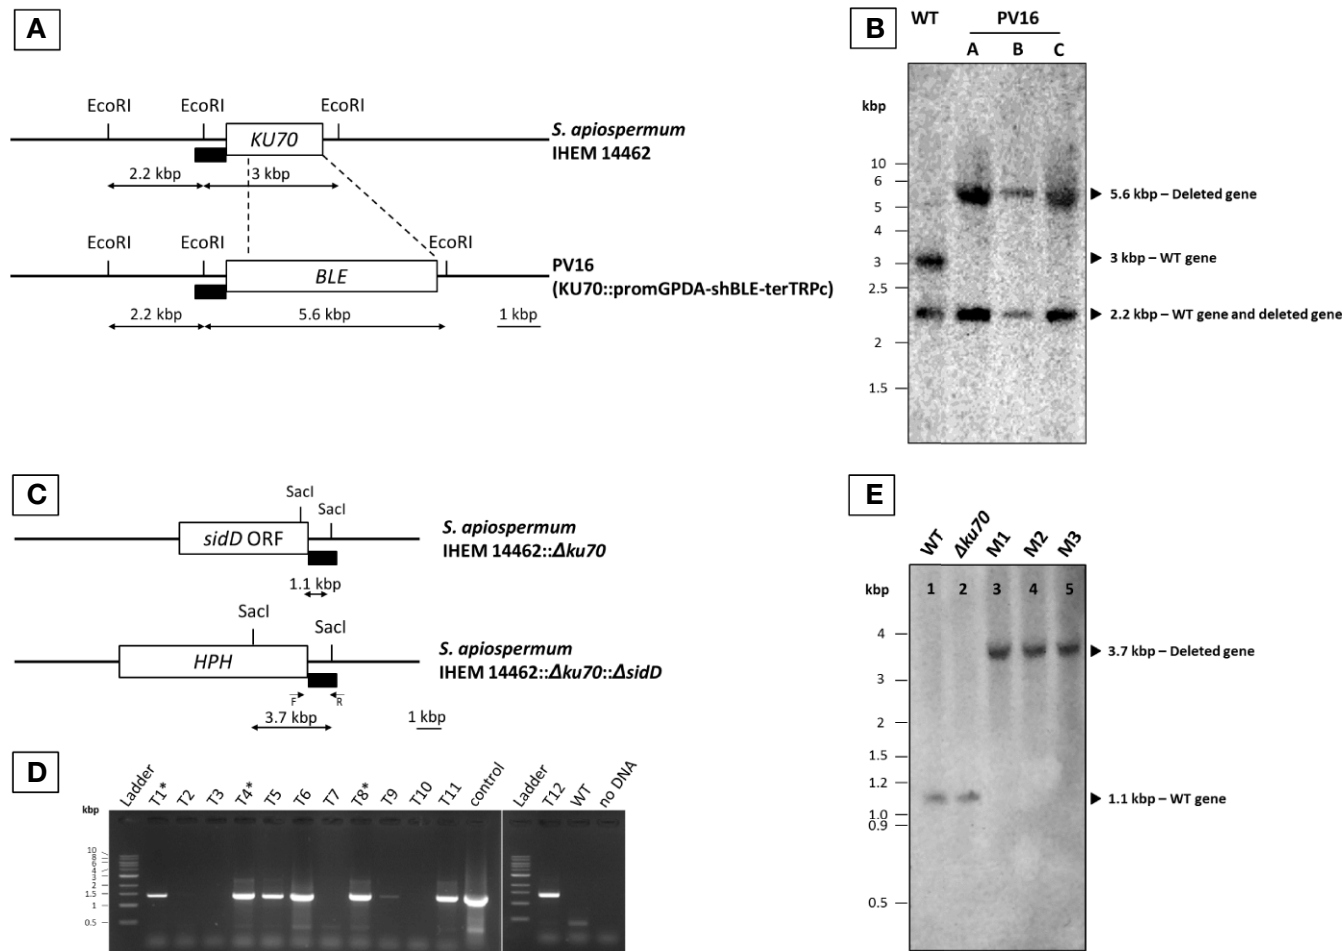 A
EcoRI EcoRI EcoRI
KU70
S. apiospermum
IHEM 14462
2.2 kbp 3 kbp
EcoRI EcoRI EcoRI
BLE
PV16
(KU70::promGPDA-shBLE-terTRPc)
2.2 kbp 5.6 kbp 1 kbp
B
WT PV16
A B C
kbp
10
6
5
4
3
2.5
2
1.5
5.6 kbp – Deleted gene
3 kbp – WT gene
2.2 kbp – WT gene and deleted gene
C
SacI
SacI
sidD ORF
S. apiospermum
IHEM 14462::Δku70
1.1 kbp
SacI
SacI
HPH
S. apiospermum
IHEM 14462::Δku70::ΔsidD
F R
3.7 kbp 1 kbp
D
Ladder T1* T2 T3 T4* T5 T6 T7 T8* T9 T10 T11 control Ladder T12 WT no DNA
kbp
10
8
6
4
3
2
1.5
1
0.5
E
WT Δku70 M1 M2 M3
kbp 1 2 3 4 5
4
3
2
1.5
1.2
1.0
0.9
0.5
3.7 kbp – Deleted gene
1.1 kbp – WT gene